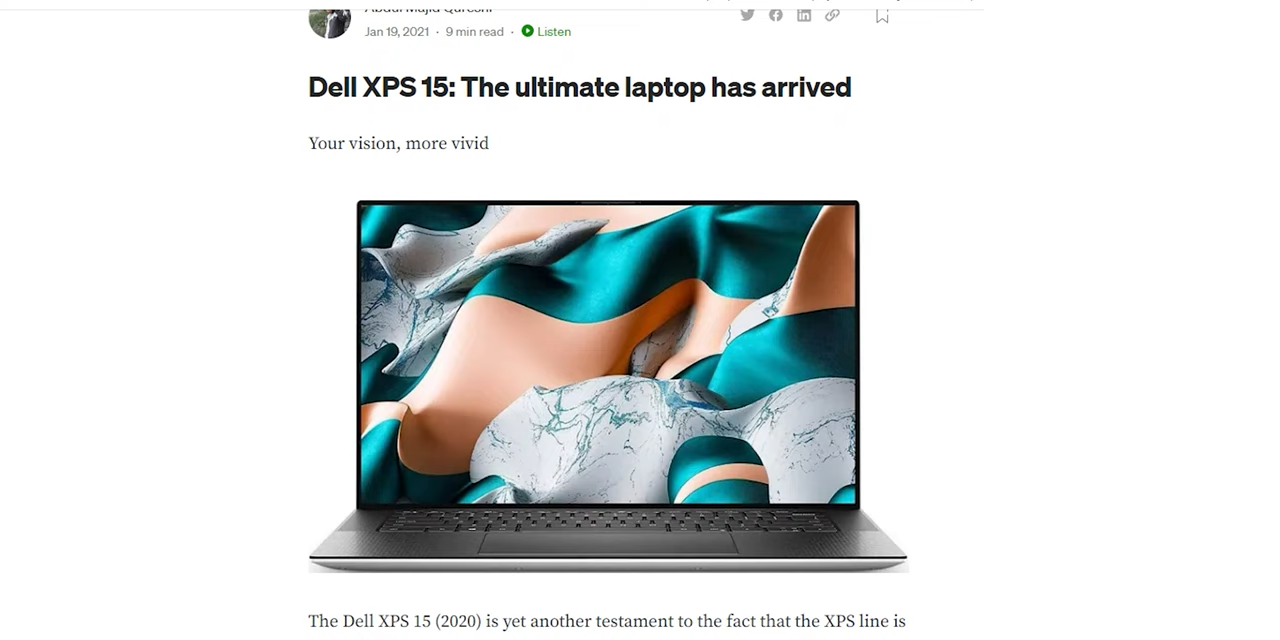 Jan 19, 2021 · 9 min read · Listen
Dell XPS 15: The ultimate laptop has arrived
Your vision, more vivid
The Dell XPS 15 (2020) is yet another testament to the fact that the XPS line is